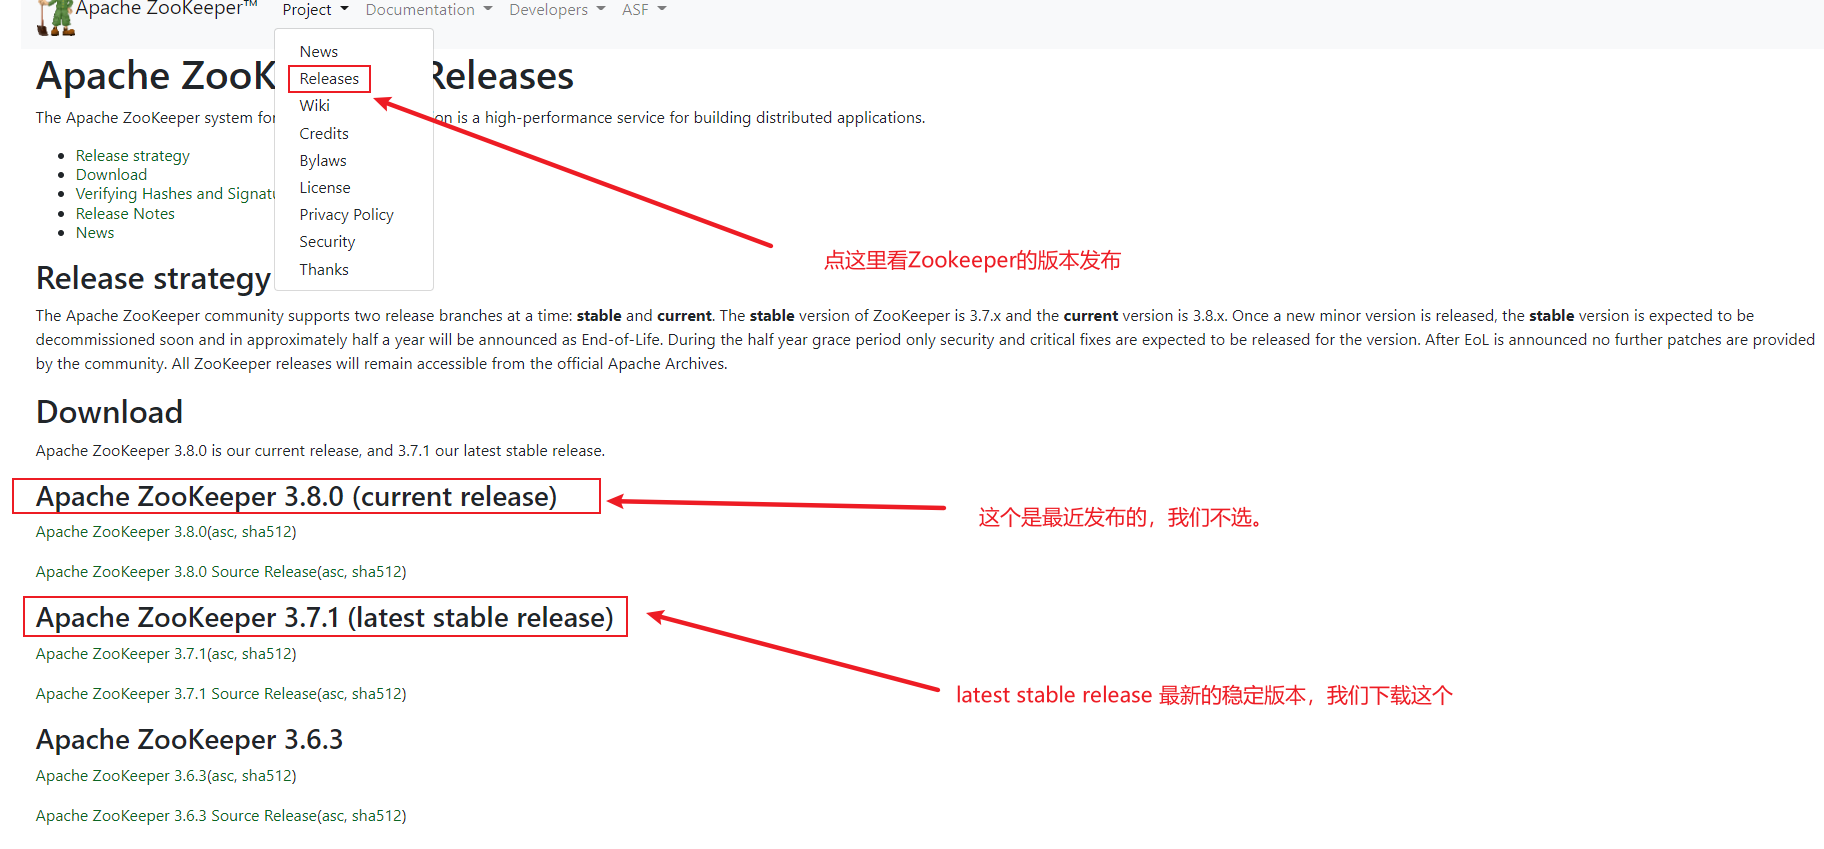 Apache ZooKeeper™ Project Documentation Developers ASF
News
Releases
Wiki
Credits
Bylaws
License
Privacy Policy
Security
Thanks
Apache ZooK Releases
The Apache ZooKeeper system for on is a high-performance service for building distributed applications.
Release strategy
Download
Verifying Hashes and Signatu
Release Notes
News
点这里看Zookeeper的版本发布
Release strategy
The Apache ZooKeeper community supports two release branches at a time: stable and current. The stable version of ZooKeeper is 3.7.x and the current version is 3.8.x. Once a new minor version is released, the stable version is expected to be
decommissioned soon and in approximately half a year will be announced as End-of-Life. During the half year grace period only security and critical fixes are expected to be released for the version. After EoL is announced no further patches are provided
by the community. All ZooKeeper releases will remain accessible from the official Apache Archives.
Download
Apache ZooKeeper 3.8.0 is our current release, and 3.7.1 our latest stable release.
Apache ZooKeeper 3.8.0 (current release)
这个是最近发布的，我们不选。
Apache ZooKeeper 3.8.0(asc, sha512)
Apache ZooKeeper 3.8.0 Source Release(asc, sha512)
Apache ZooKeeper 3.7.1 (latest stable release)
Apache ZooKeeper 3.7.1(asc, sha512)
Apache ZooKeeper 3.7.1 Source Release(asc, sha512)
latest stable release 最新的稳定版本，我们下载这个
Apache ZooKeeper 3.6.3
Apache ZooKeeper 3.6.3(asc, sha512)
Apache ZooKeeper 3.6.3 Source Release(asc, sha512)